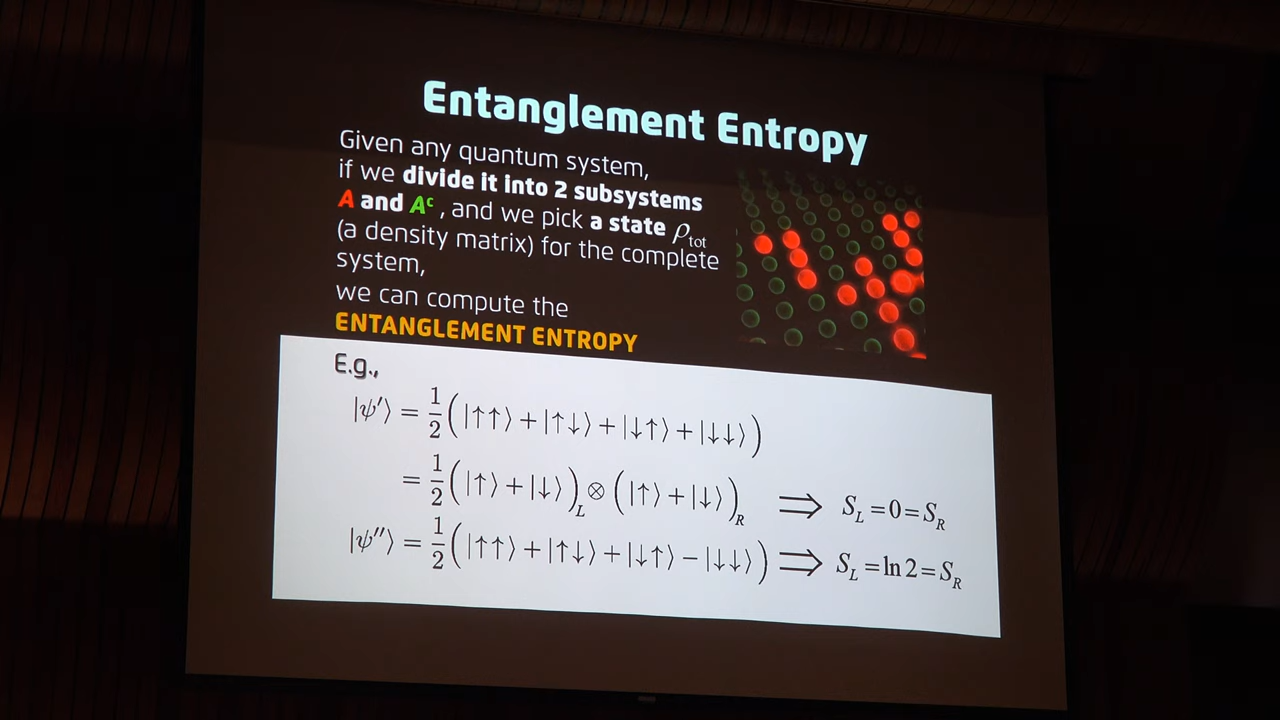 Entanglement Entropy
Given any quantum system,
if we divide it into 2 subsystems
A and Aᶜ , and we pick a state ρ_tot
(a density matrix) for the complete
system,
we can compute the
ENTANGLEMENT ENTROPY
E.g.,
|ψ′⟩ = 1/2 (|↑↑⟩ + |↑↓⟩ + |↓↑⟩ + |↓↓⟩)
= 1/2 (|↑⟩ + |↓⟩)_L ⊗ (|↑⟩ + |↓⟩)_R ⟹ S_L = 0 = S_R
|ψ″⟩ = 1/2 (|↑↑⟩ + |↑↓⟩ + |↓↑⟩ − |↓↓⟩) ⟹ S_L = ln 2 = S_R